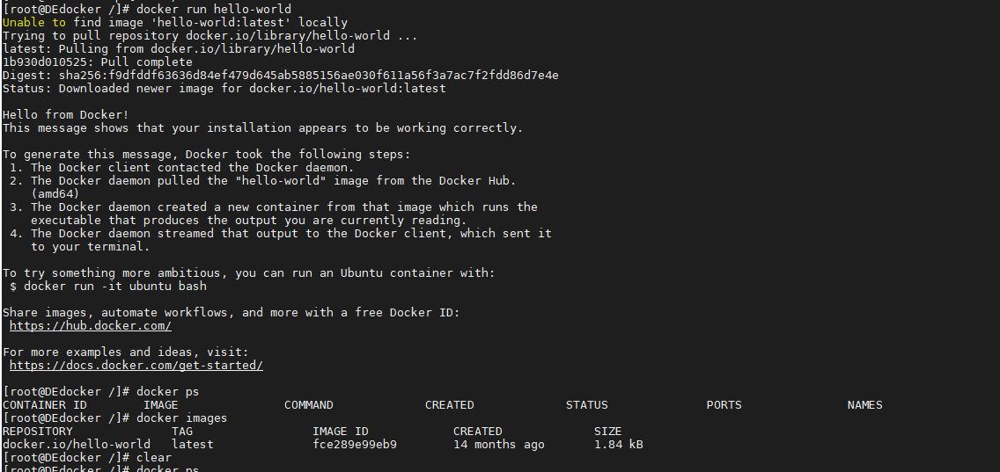 [root@DEdocker /]# docker run hello-world
Unable to find image 'hello-world:latest' locally
Trying to pull repository docker.io/library/hello-world ...
latest: Pulling from docker.io/library/hello-world
1b930d010525: Pull complete
Digest: sha256:f9dfddf63636d84ef479d645ab5885156ae030f611a56f3a7ac7f2fdd86d7e4e
Status: Downloaded newer image for docker.io/hello-world:latest
Hello from Docker!
This message shows that your installation appears to be working correctly.
To generate this message, Docker took the following steps:
1. The Docker client contacted the Docker daemon.
2. The Docker daemon pulled the "hello-world" image from the Docker Hub.
(amd64)
3. The Docker daemon created a new container from that image which runs the
executable that produces the output you are currently reading.
4. The Docker daemon streamed that output to the Docker client, which sent it
to your terminal.
To try something more ambitious, you can run an Ubuntu container with:
$ docker run -it ubuntu bash
Share images, automate workflows, and more with a free Docker ID:
https://hub.docker.com/
For more examples and ideas, visit:
https://docs.docker.com/get-started/
[root@DEdocker /]# docker ps
CONTAINER ID IMAGE COMMAND CREATED STATUS PORTS NAMES
[root@DEdocker /]# docker images
REPOSITORY TAG IMAGE ID CREATED SIZE
docker.io/hello-world latest fce289e99eb9 14 months ago 1.84 kB
[root@DEdocker /]# clear
[root@DEdocker /]# docker ps